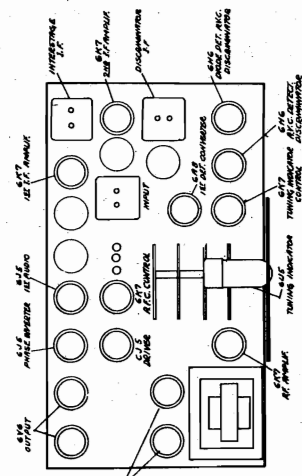 INTERSTAGE
I.F.
6K7
2ND I.F. AMPLIF.
DISCRIMINATOR
I.F.
6H6
DIODE DET. A.V.C.
DISCRIMINATOR
6K7
1ST I.F. AMPLIF.
INPUT
6A8
1ST DET. CONVERTER
6H6
A.V.C. DETECT.
DISCRIMINATOR
6J5
1ST AUDIO
6K7
A.F.C. CONTROL
6K7
TUNING INDICATOR
CONTROL
6J5
PHASE INVERTER
6J5
DRIVER
6U5
TUNING INDICATOR
6V6
OUTPUT
6K7
R.F. AMPLIF.